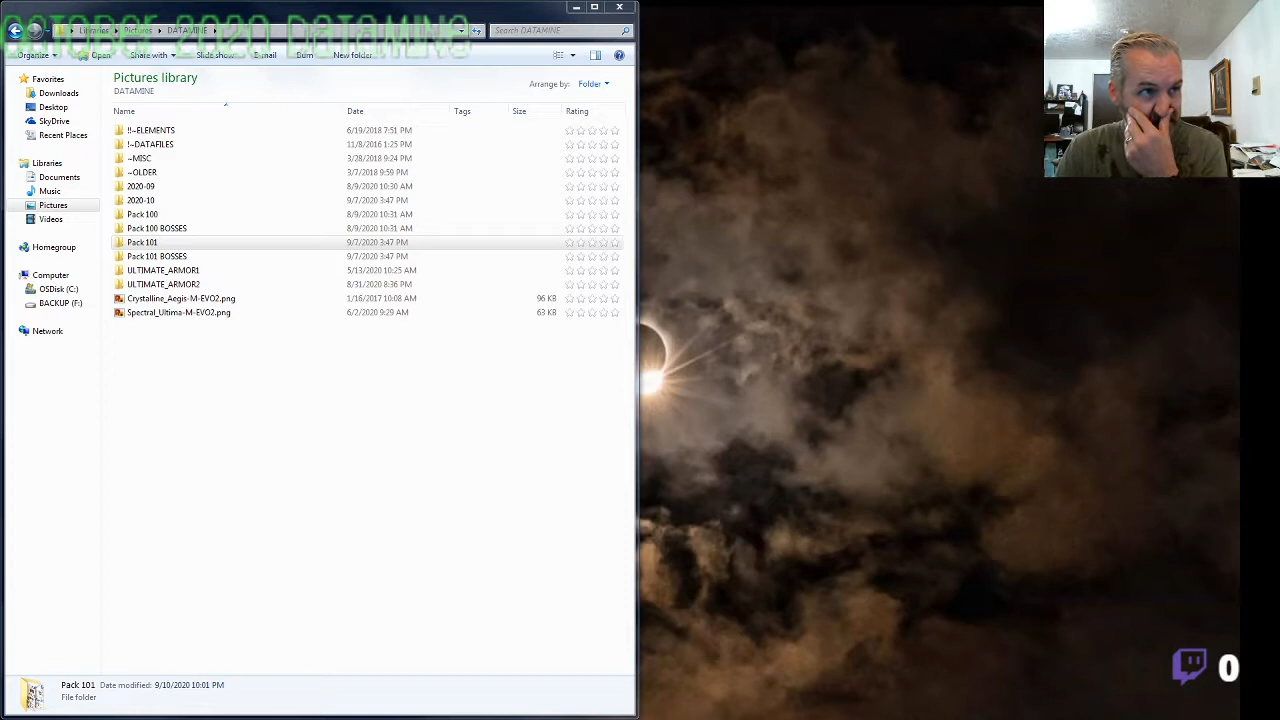 OCTOBER 2020 DATAMINE
Libraries Pictures DATAMINE Search DATAMINE
Organize Open Share with Slide show E-mail Burn New folder
Pictures library
DATAMINE
Arrange by: Folder
Name Date Tags Size Rating
Favorites
Downloads
Desktop
SkyDrive
Recent Places
Libraries
Documents
Music
Pictures
Videos
Homegroup
Computer
OSDisk (C:)
BACKUP (F:)
Network
!!~ELEMENTS 6/19/2018 7:51 PM
!~DATAFILES 11/8/2016 1:25 PM
~MISC 3/28/2018 9:24 PM
~OLDER 3/7/2018 9:59 PM
2020-09 8/9/2020 10:30 AM
2020-10 9/7/2020 3:47 PM
Pack 100 8/9/2020 10:31 AM
Pack 100 BOSSES 8/9/2020 10:31 AM
Pack 101 9/7/2020 3:47 PM
Pack 101 BOSSES 9/7/2020 3:47 PM
ULTIMATE_ARMOR1 5/13/2020 10:25 AM
ULTIMATE_ARMOR2 8/31/2020 8:36 PM
Crystalline_Aegis-M-EVO2.png 1/16/2017 10:08 AM 96 KB
Spectral_Ultima-M-EVO2.png 6/2/2020 9:29 AM 63 KB
Pack 101 Date modified: 9/10/2020 10:01 PM
File folder
0